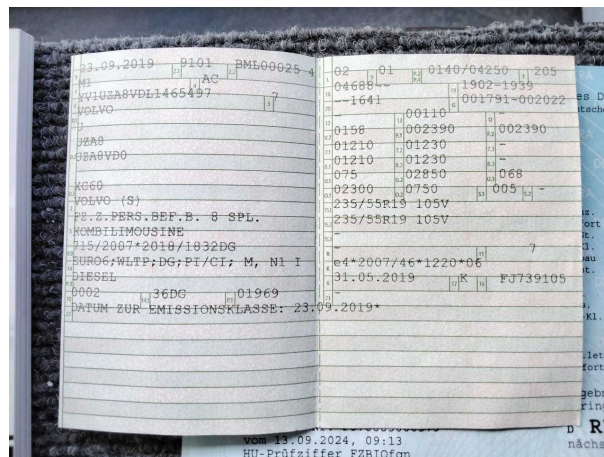 23.09.2019 9101 BML00025 4
M1 AC
YV1UZA8VDL1465497 7
VOLVO
U
UZA8
UZA8VD0
XC60
VOLVO (S)
FZ.Z.PERS.BEF.B. 8 SPL.
KOMBILIMOUSINE
715/2007*2018/1832DG
EURO6;WLTP;DG;PI/CI; M, N1 I
DIESEL
0002 36DG 01969
DATUM ZUR EMISSIONSKLASSE: 23.09.2019*
02 01 0140/04250 205
04688-- 1902-1939
--1641 001791-002022
- 00110 -
0158 002390 002390
01210 01230 -
01210 01230 -
075 02850 068
02300 0750 005 -
235/55R19 105V
235/55R19 105V
-
- 7
e4*2007/46*1220*06
31.05.2019 K FJ739105
-
vom 13.09.2024, 09:13
HU-Prüfziffer FZBIOfgn